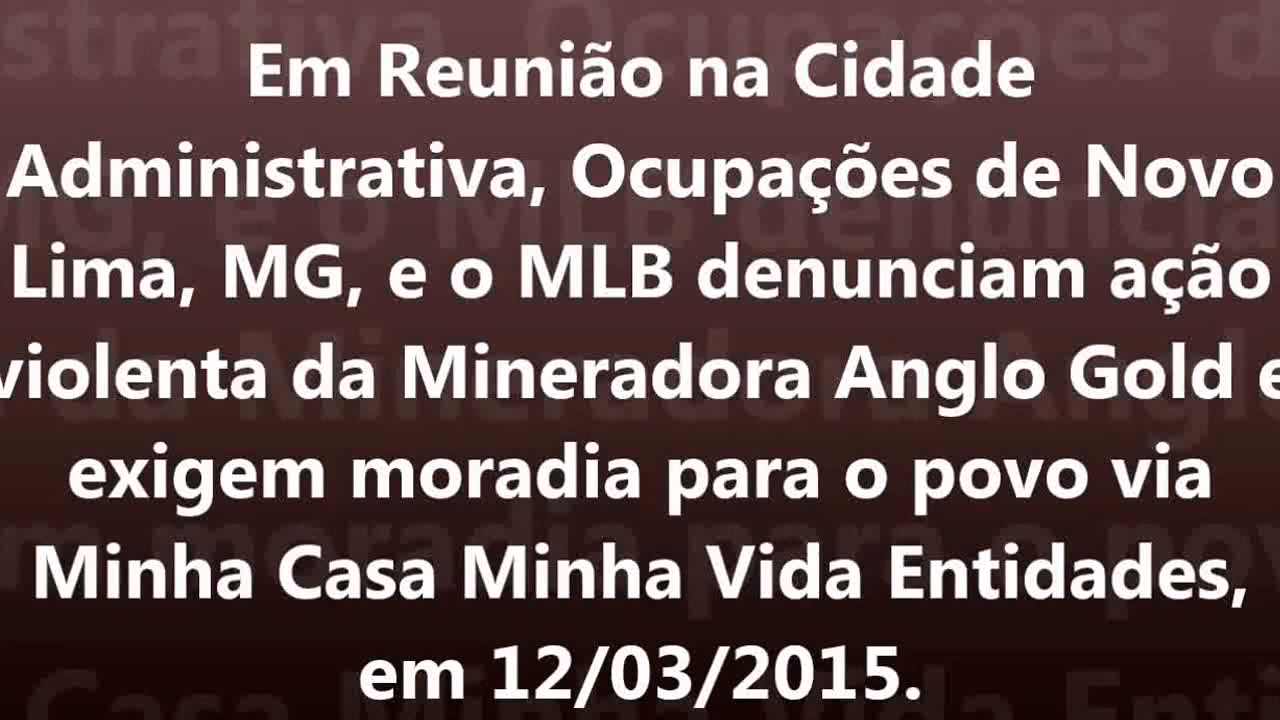 Em Reunião na Cidade
Administrativa, Ocupações de Novo
Lima, MG, e o MLB denunciam ação
violenta da Mineradora Anglo Gold e
exigem moradia para o povo via
Minha Casa Minha Vida Entidades,
em 12/03/2015.